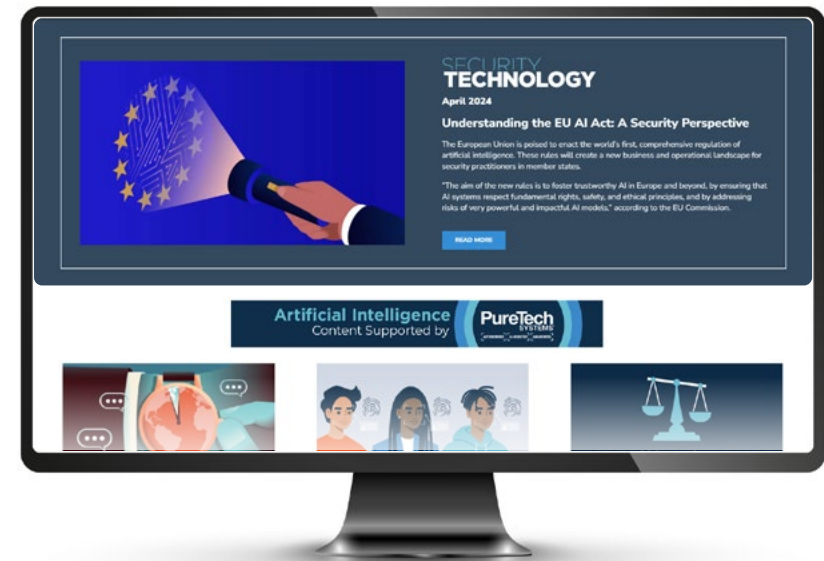 SECURITY
TECHNOLOGY
April 2024
Understanding the EU AI Act: A Security Perspective
The European Union is poised to enact the world's first, comprehensive regulation of
artificial intelligence. These rules will create a new business and operational landscape for
security practitioners in member states.
"The aim of the new rules is to foster trustworthy AI in Europe and beyond, by ensuring that
AI systems respect fundamental rights, safety, and ethical principles, and by addressing
risks of very powerful and impactful AI models," according to the EU Commission.
READ MORE
Artificial Intelligence
Content Supported by
PureTech
SYSTEMS